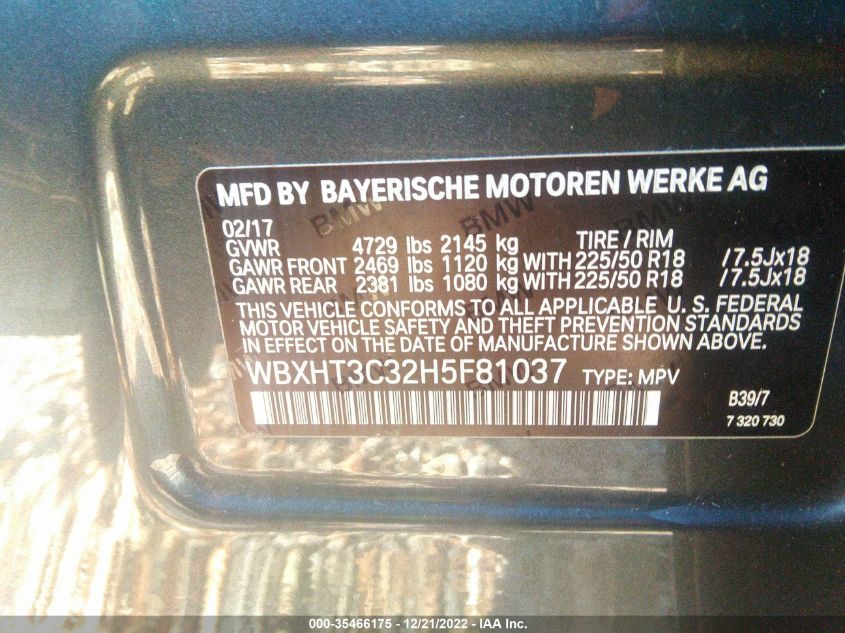 MFD BY BAYERISCHE MOTOREN WERKE AG
02/17 TIRE / RIM
GVWR 4729 lbs 2145 kg
GAWR FRONT 2469 lbs 1120 kg WITH 225/50 R18 /7.5Jx18
GAWR REAR 2381 lbs 1080 kg WITH 225/50 R18 /7.5Jx18
THIS VEHICLE CONFORMS TO ALL APPLICABLE U. S. FEDERAL
MOTOR VEHICLE SAFETY AND THEFT PREVENTION STANDARDS
IN EFFECT ON THE DATE OF MANUFACTURE SHOWN ABOVE.
WBXHT3C32H5F81037 TYPE: MPV B39/7
7 320 730
BMW BMW
000-35466175 - 12/21/2022 - IAA Inc.